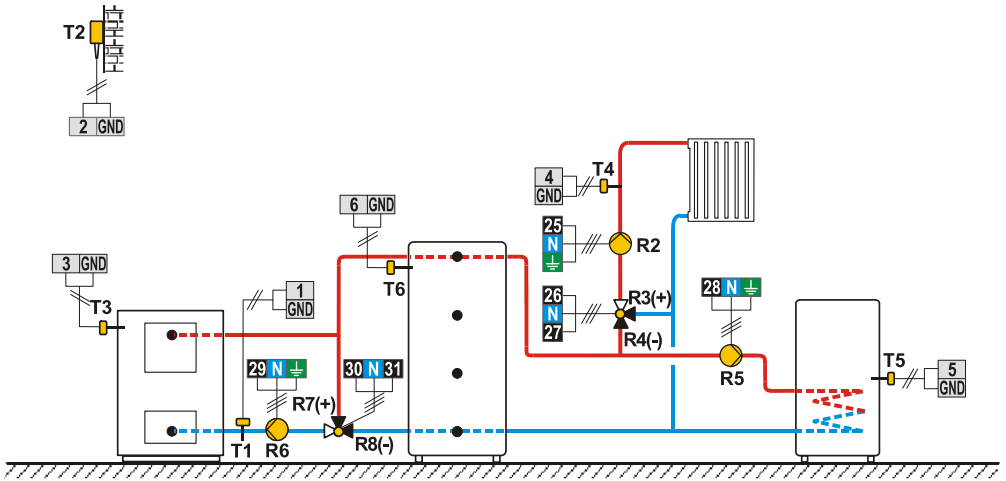 T2
2 GND
T4
4
GND
6 GND
25
N
R2
3 GND
T3
1
GND
T6
26
N
27
R3(+)
R4(-)
28 N
R5
T5
5
GND
29 N
30 N 31
R7(+)
T1
R6
R8(-)